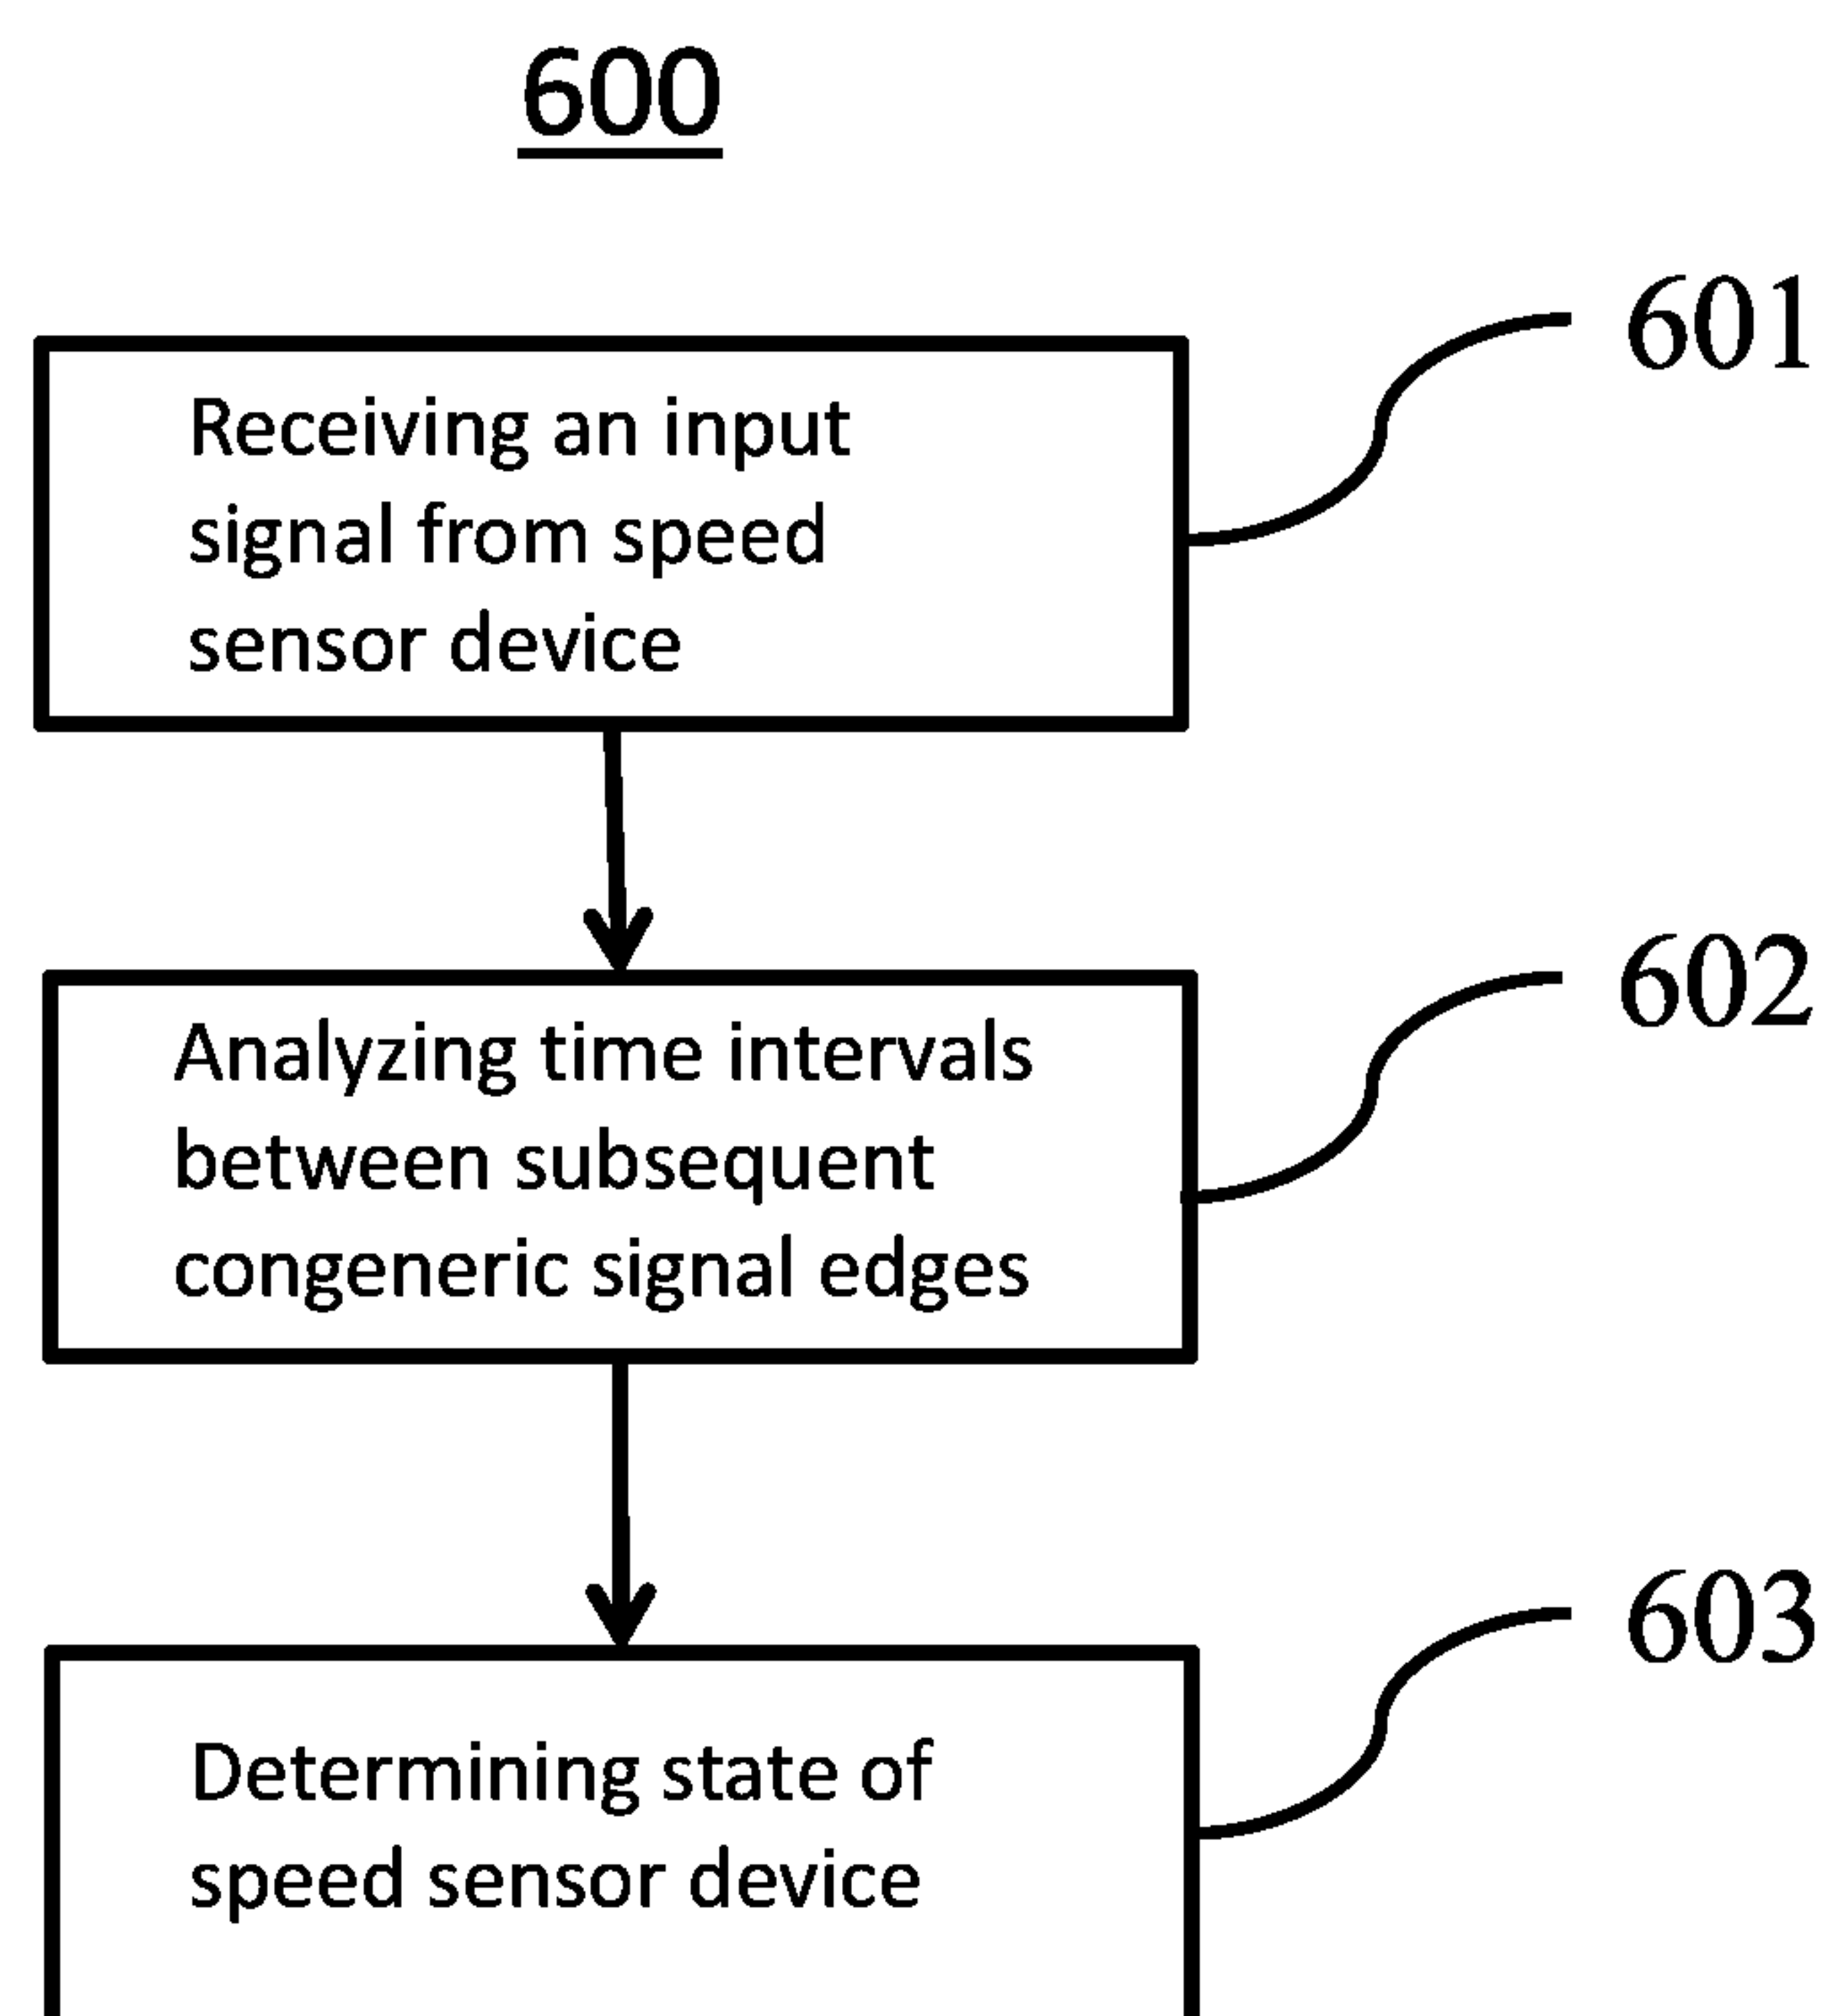 600
601
Receiving an input
signal from speed
sensor device
602
Analyzing time intervals
between subsequent
congeneric signal edges
603
Determining state of
speed sensor device